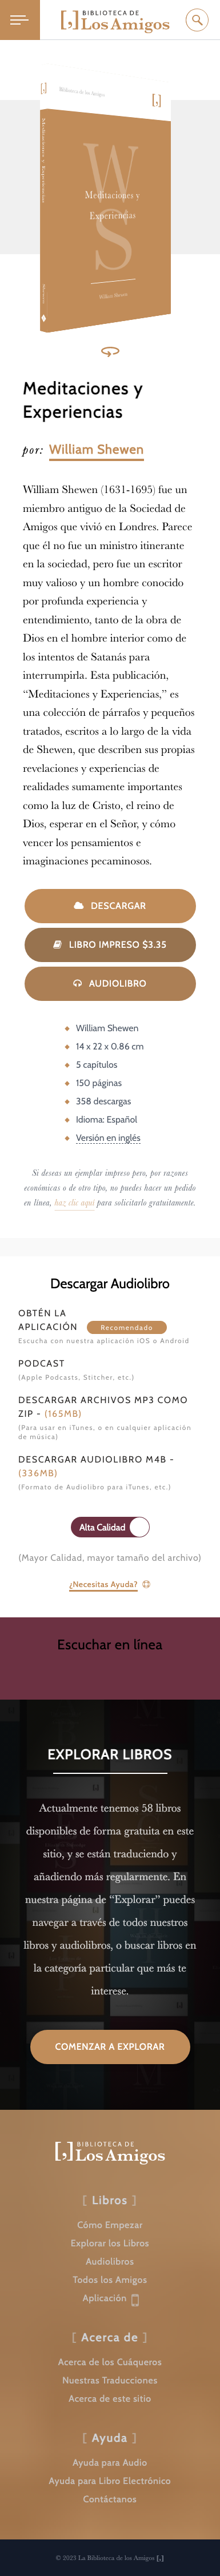 BIBLIOTECA DE
[,] Los Amigos
Biblioteca de los Amigos
[,]
Meditaciones y Experiencias
WS
Meditaciones y
Experiencias
William Shewen
Meditaciones y
Experiencias
por: William Shewen
William Shewen (1631-1695) fue un
miembro antiguo de la Sociedad de
Amigos que vivió en Londres. Parece
que él no fue un ministro itinerante
en la sociedad, pero fue un escritor
muy valioso y un hombre conocido
por profunda experiencia y
entendimiento, tanto de la obra de
Dios en el hombre interior como de
los intentos de Satanás para
interrumpirla. Esta publicación,
“Meditaciones y Experiencias,” es
una colección de párrafos y pequeños
tratados, escritos a lo largo de la vida
de Shewen, que describen sus propias
revelaciones y experiencias de
realidades sumamente importantes
como la luz de Cristo, el reino de
Dios, esperar en el Señor, y cómo
vencer los pensamientos e
imaginaciones pecaminosos.
DESCARGAR
LIBRO IMPRESO $3.35
AUDIOLIBRO
William Shewen
14 x 22 x 0.86 cm
5 capítulos
150 páginas
358 descargas
Idioma: Español
Versión en inglés
Si deseas un ejemplar impreso pero, por razones
económicas o de otro tipo, no puedes hacer un pedido
en línea, haz clic aquí para solicitarlo gratuitamente.
Descargar Audiolibro
OBTÉN LA
APLICACIÓN Recomendado
Escucha con nuestra aplicación iOS o Android
PODCAST
(Apple Podcasts, Stitcher, etc.)
DESCARGAR ARCHIVOS MP3 COMO
ZIP - (165MB)
(Para usar en iTunes, o en cualquier aplicación
de música)
DESCARGAR AUDIOLIBRO M4B -
(336MB)
(Formato de Audiolibro para iTunes, etc.)
Alta Calidad
(Mayor Calidad, mayor tamaño del archivo)
¿Necesitas Ayuda?
Escuchar en línea
EXPLORAR LIBROS
Actualmente tenemos 58 libros
disponibles de forma gratuita en este
sitio, y se están traduciendo y
añadiendo más regularmente. En
nuestra página de “Explorar” puedes
navegar a través de todos nuestros
libros y audiolibros, o buscar libros en
la categoría particular que más te
interese.
COMENZAR A EXPLORAR
BIBLIOTECA DE
[,] Los Amigos
[ Libros ]
Cómo Empezar
Explorar los Libros
Audiolibros
Todos los Amigos
Aplicación
[ Acerca de ]
Acerca de los Cuáqueros
Nuestras Traducciones
Acerca de este sitio
[ Ayuda ]
Ayuda para Audio
Ayuda para Libro Electrónico
Contáctanos
© 2025 La Biblioteca de los Amigos [,]